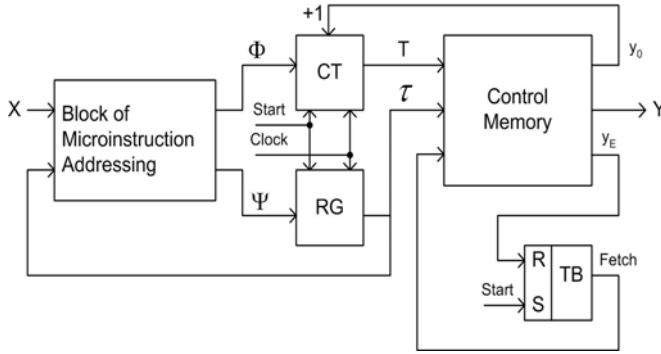 +1
y0
Φ
T
CT
X
Block of
Microinstruction
Addressing
τ
Control
Memory
Y
Start
Clock
yE
Ψ
RG
R
TB
Fetch
Start
S